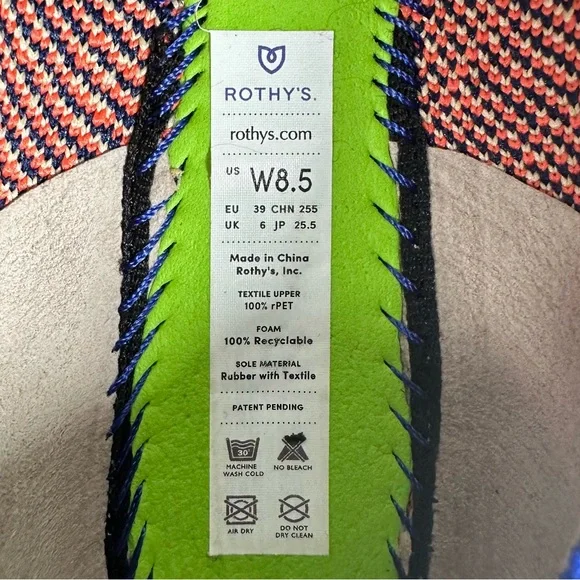 ROTHY'S.
rothys.com
US W8.5
EU 39 CHN 255
UK 6 JP 25.5
Made in China
Rothy's, Inc.
TEXTILE UPPER
100% rPET
FOAM
100% Recyclable
SOLE MATERIAL
Rubber with Textile
PATENT PENDING
30°
MACHINE WASH COLD
NO BLEACH
AIR DRY
DO NOT DRY CLEAN